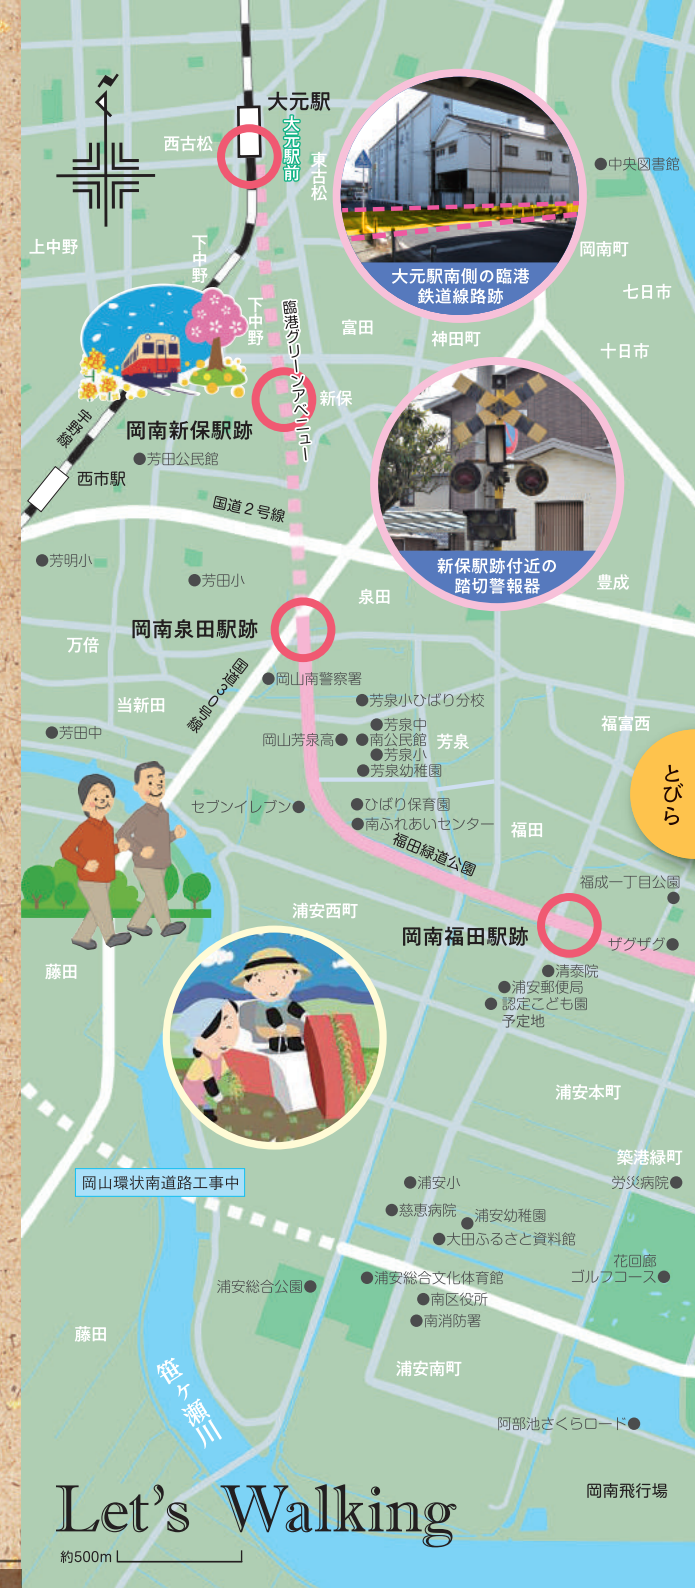 大元駅
大元駅前
西古松
東古松
●中央図書館
上中野
下中野
岡南町
大元駅南側の臨港
鉄道線路跡
七日市
下中野
臨港グリーンアベニュー
富田
神田町
十日市
新保
宇野線
岡南新保駅跡
●芳田公民館
西市駅
国道2号線
新保駅跡付近の
踏切警報器
●芳明小
●芳田小
泉田
豊成
岡南泉田駅跡
万倍
国道30号線
●岡山南警察署
当新田
●芳泉小ひばり分校
●芳泉中
福富西
●芳田中
岡山芳泉高●
●南公民館
芳泉
●芳泉小
●芳泉幼稚園
とびら
セブンイレブン●
●ひばり保育園
●南ふれあいセンター
福田
福田緑道公園
福成一丁目公園
●
浦安西町
岡南福田駅跡
ザグザグ●
藤田
●清泰院
●浦安郵便局
●認定こども園
予定地
浦安本町
築港緑町
岡山環状南道路工事中
●浦安小
労災病院●
●慈恵病院
●浦安幼稚園
●大田ふるさと資料館
花回廊
ゴルフコース●
浦安総合公園●
●浦安総合文化体育館
●南区役所
●南消防署
藤田
浦安南町
笹ヶ瀬川
阿部池さくらロード●
岡南飛行場
Let's Walking
約500m